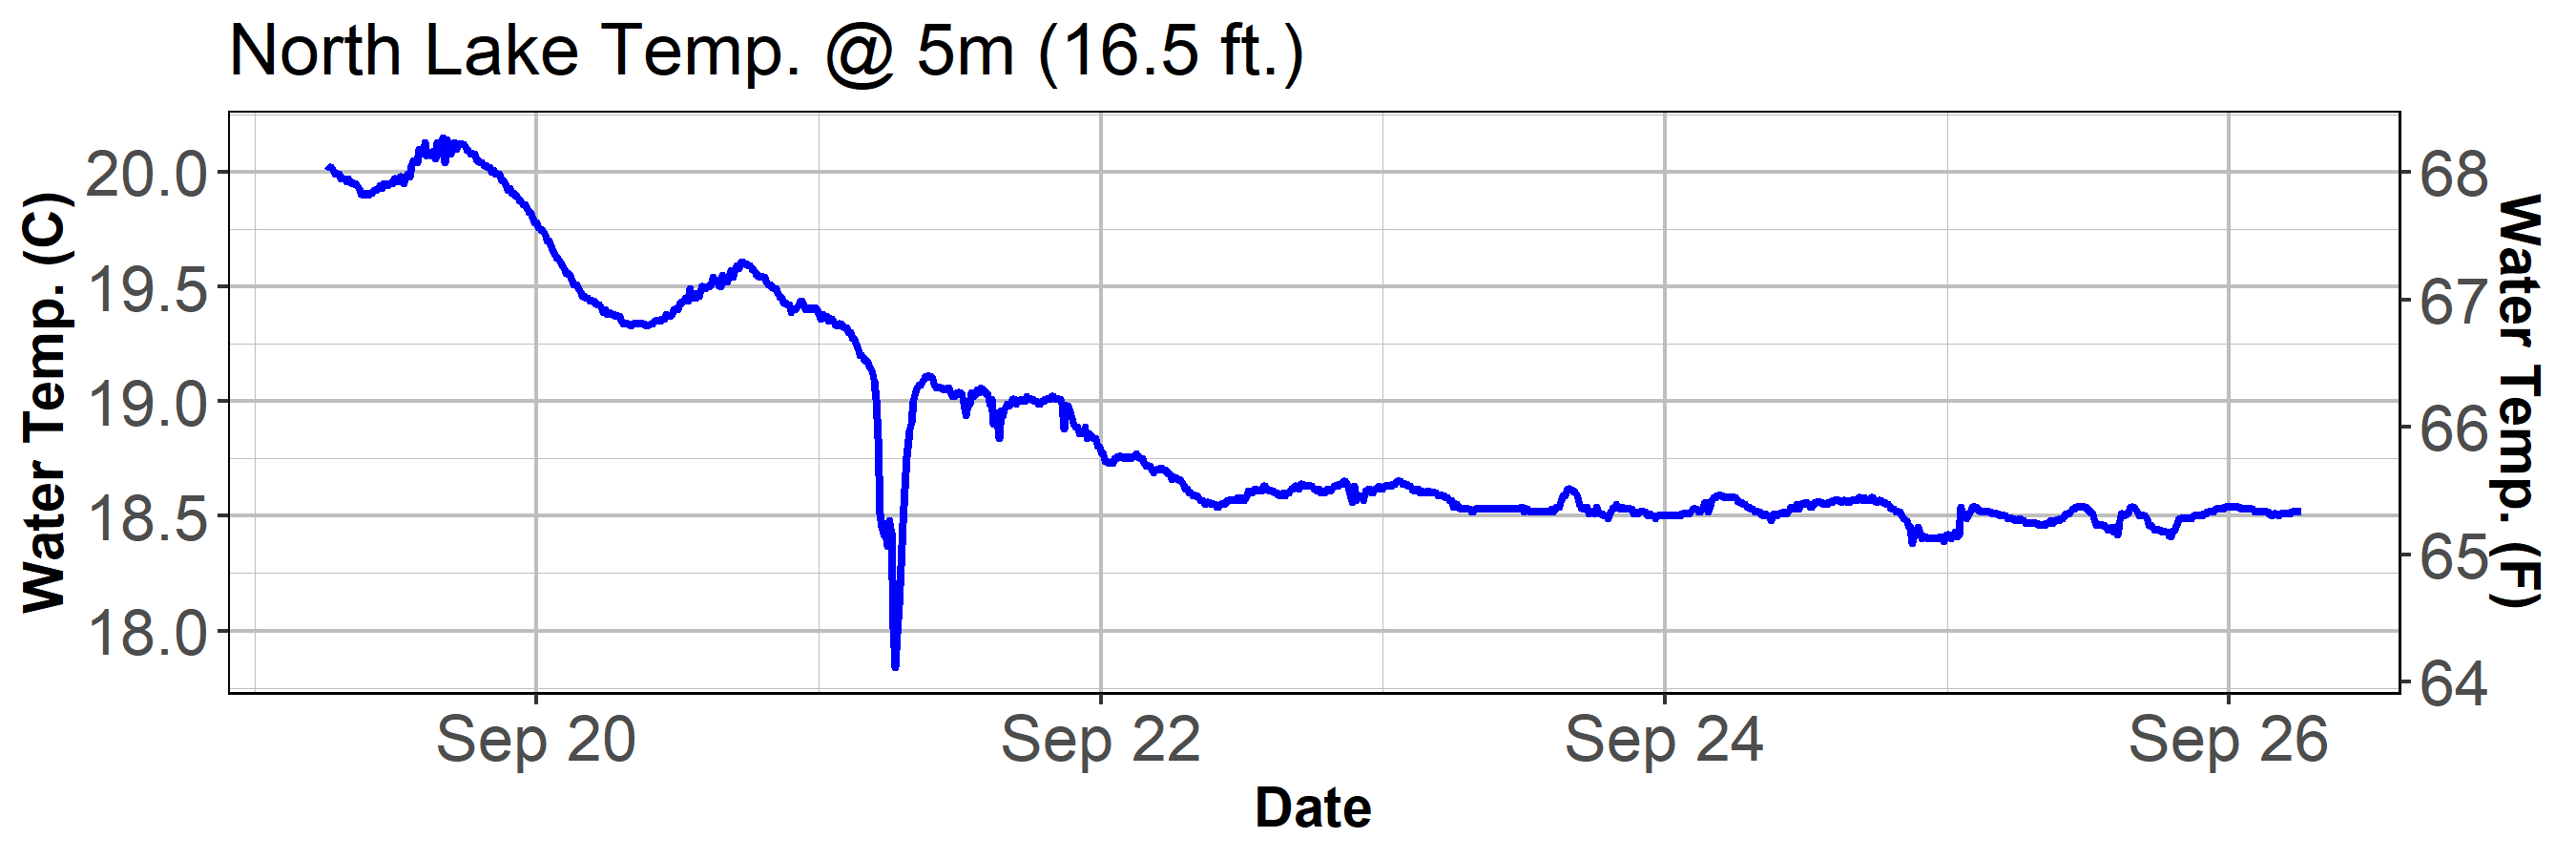 North Lake Temp. @ 5m (16.5 ft.)
Water Temp. (C)
20.0
19.5
19.0
18.5
18.0
68
67
66
65
64
Water Temp. (F)
Sep 20 Sep 22 Sep 24 Sep 26
Date